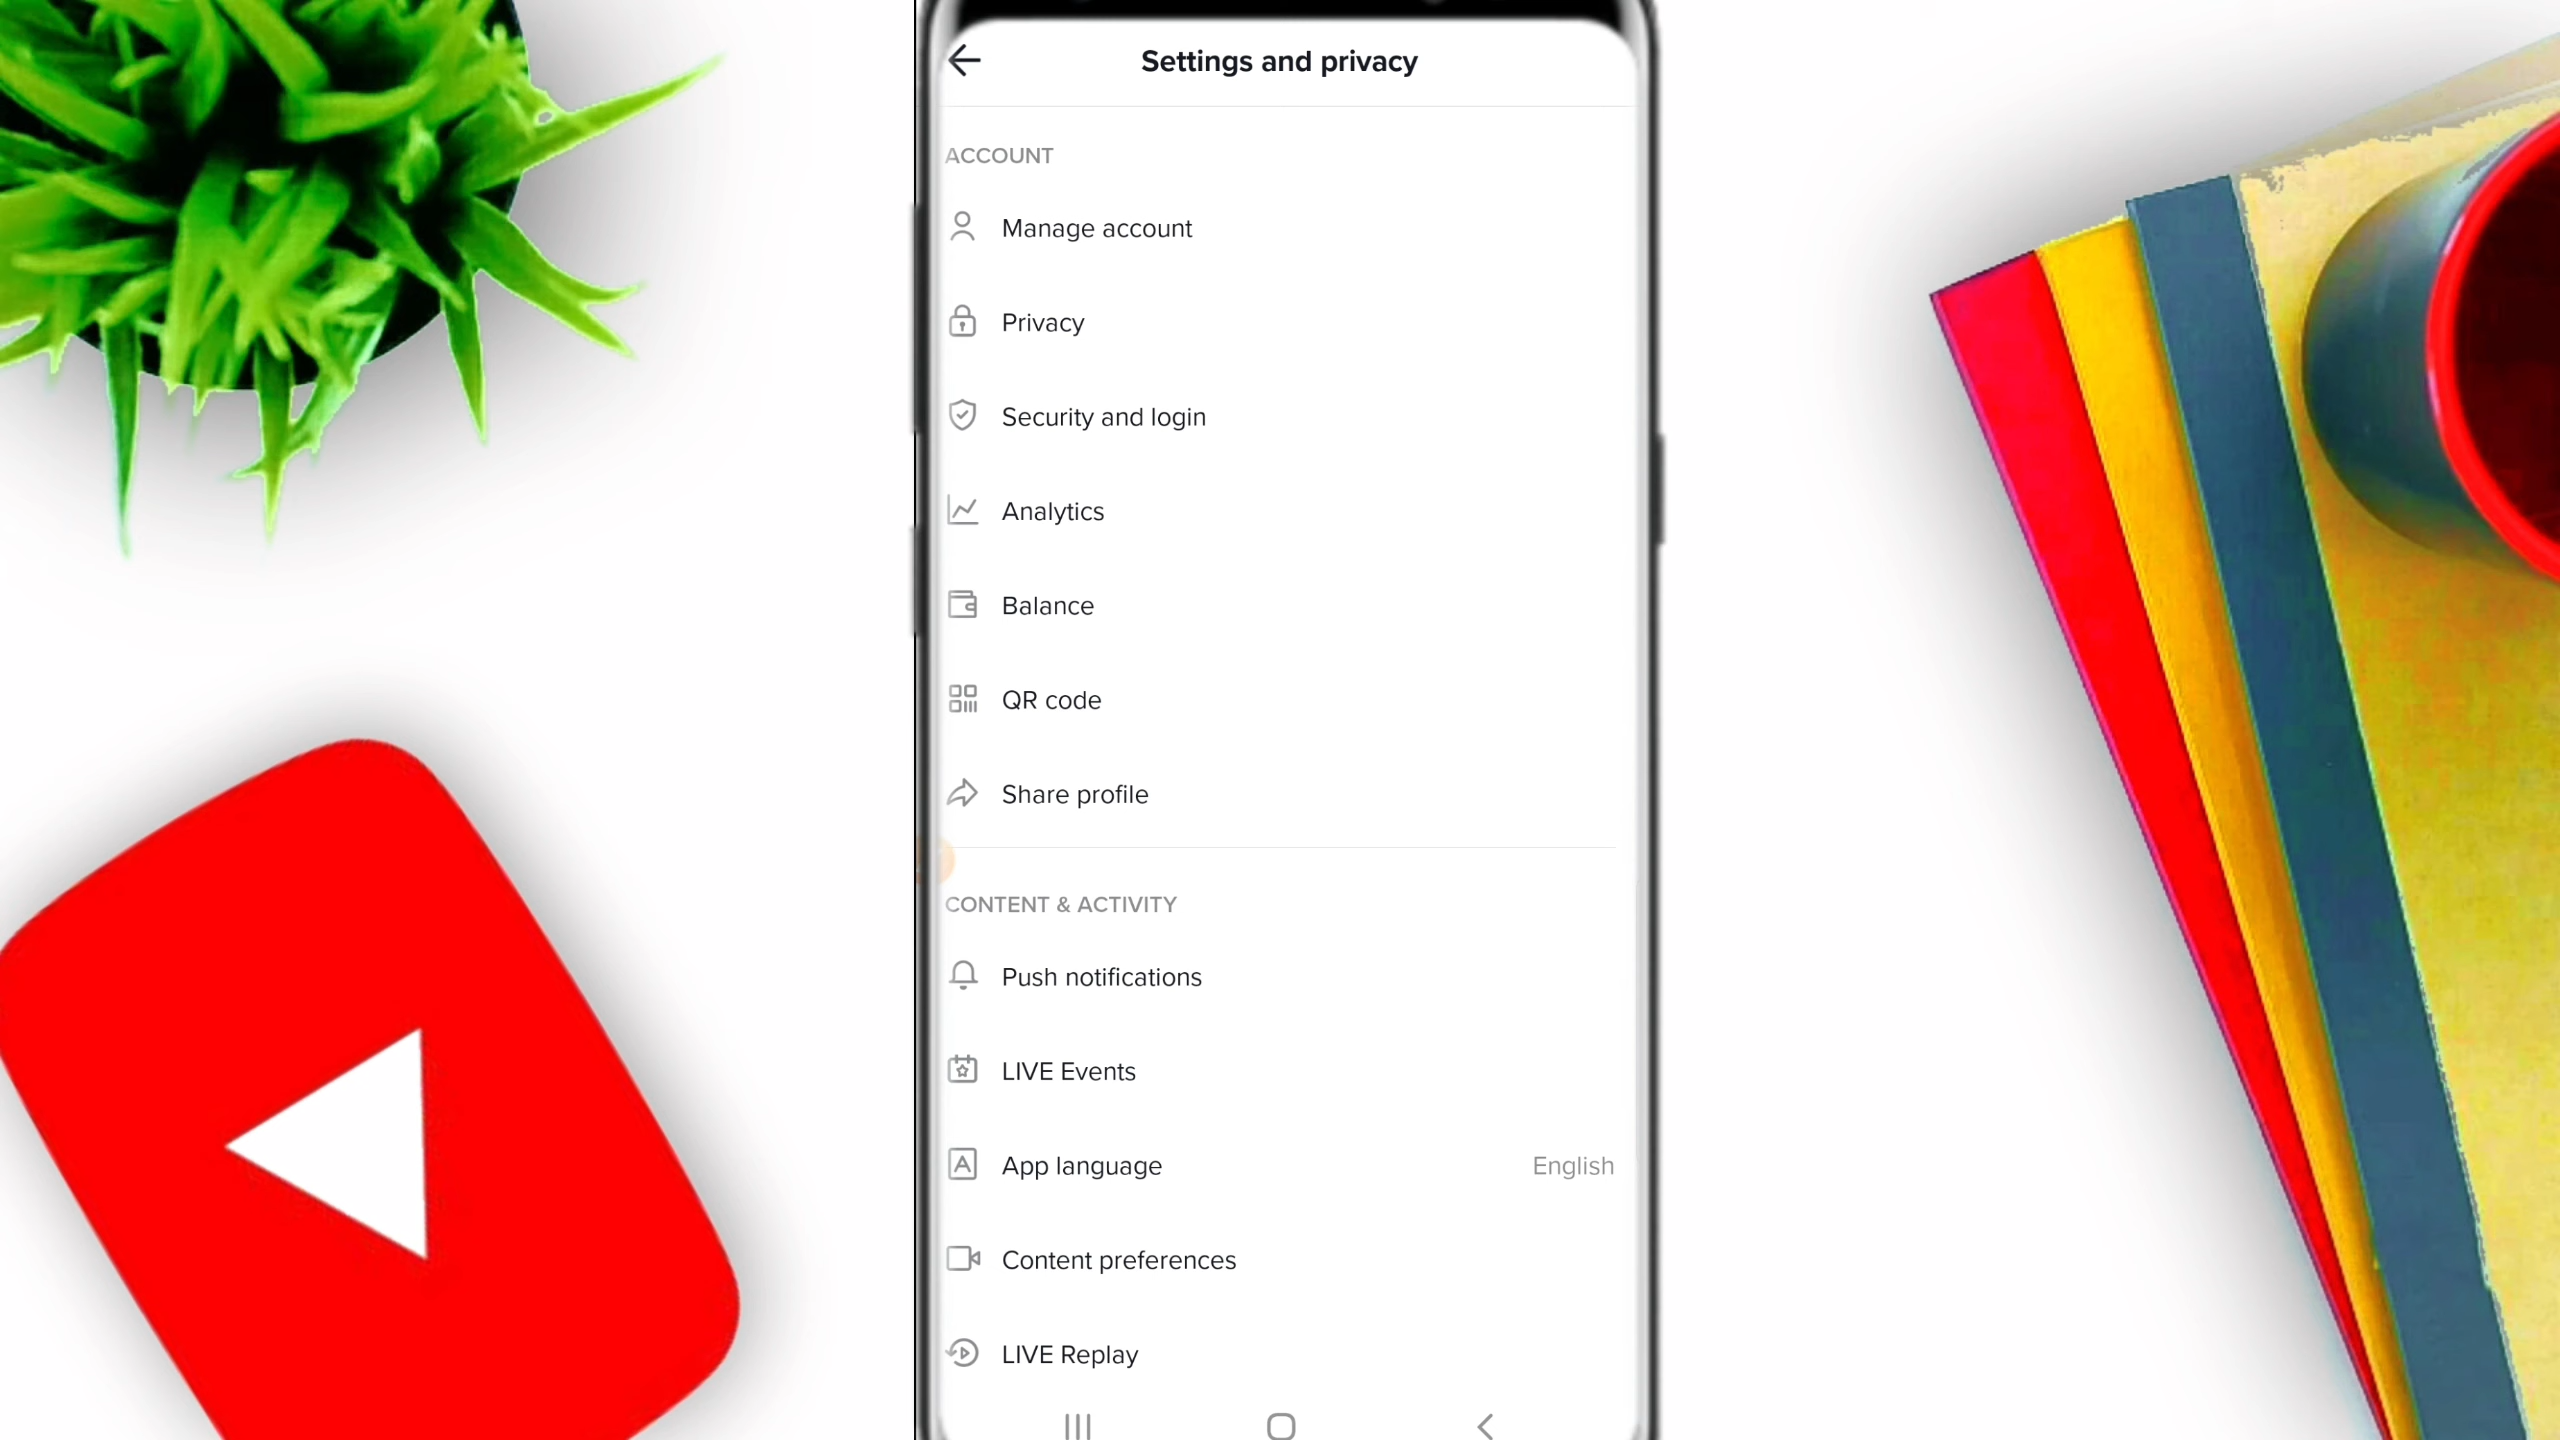 Settings and privacy
ACCOUNT
Manage account
Privacy
Security and login
Analytics
Balance
QR code
Share profile
CONTENT & ACTIVITY
Push notifications
LIVE Events
App language English
Content preferences
LIVE Replay